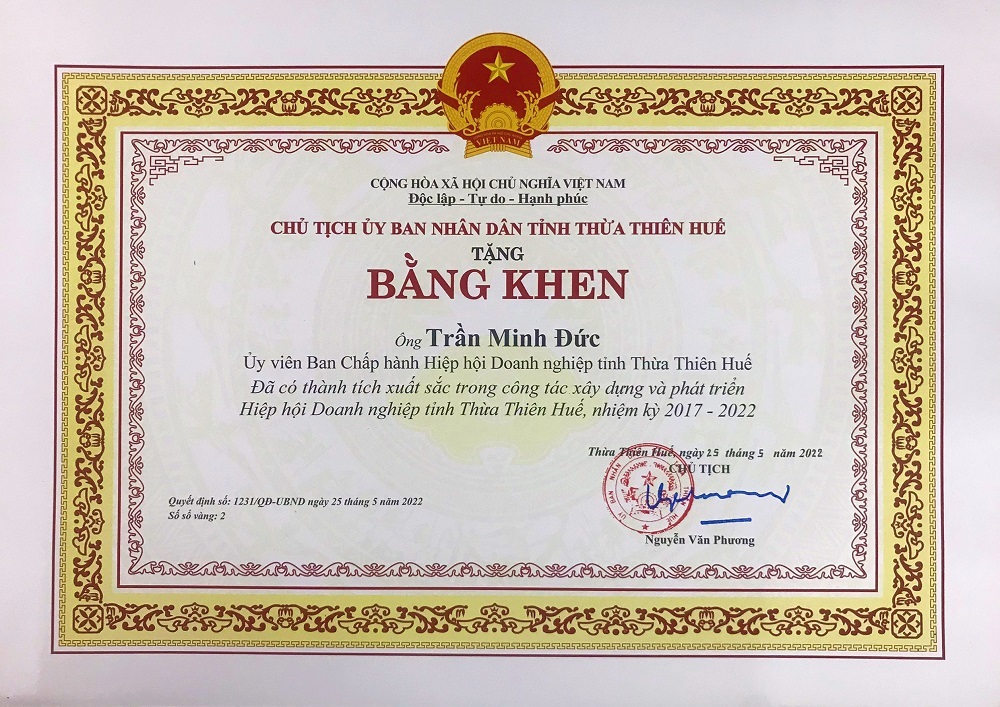 VIỆT NAM
CỘNG HÒA XÃ HỘI CHỦ NGHĨA VIỆT NAM
Độc lập - Tự do - Hạnh phúc
CHỦ TỊCH ỦY BAN NHÂN DÂN TỈNH THỪA THIÊN HUẾ
TẶNG
BẰNG KHEN
Ông Trần Minh Đức
Ủy viên Ban Chấp hành Hiệp hội Doanh nghiệp tỉnh Thừa Thiên Huế
Đã có thành tích xuất sắc trong công tác xây dựng và phát triển
Hiệp hội Doanh nghiệp tỉnh Thừa Thiên Huế, nhiệm kỳ 2017 - 2022
Thừa Thiên Huế, ngày 25 tháng 5 năm 2022
CHỦ TỊCH
Quyết định số: 1231/QĐ-UBND ngày 25 tháng 5 năm 2022
Số sổ vàng: 2
Nguyễn Văn Phương